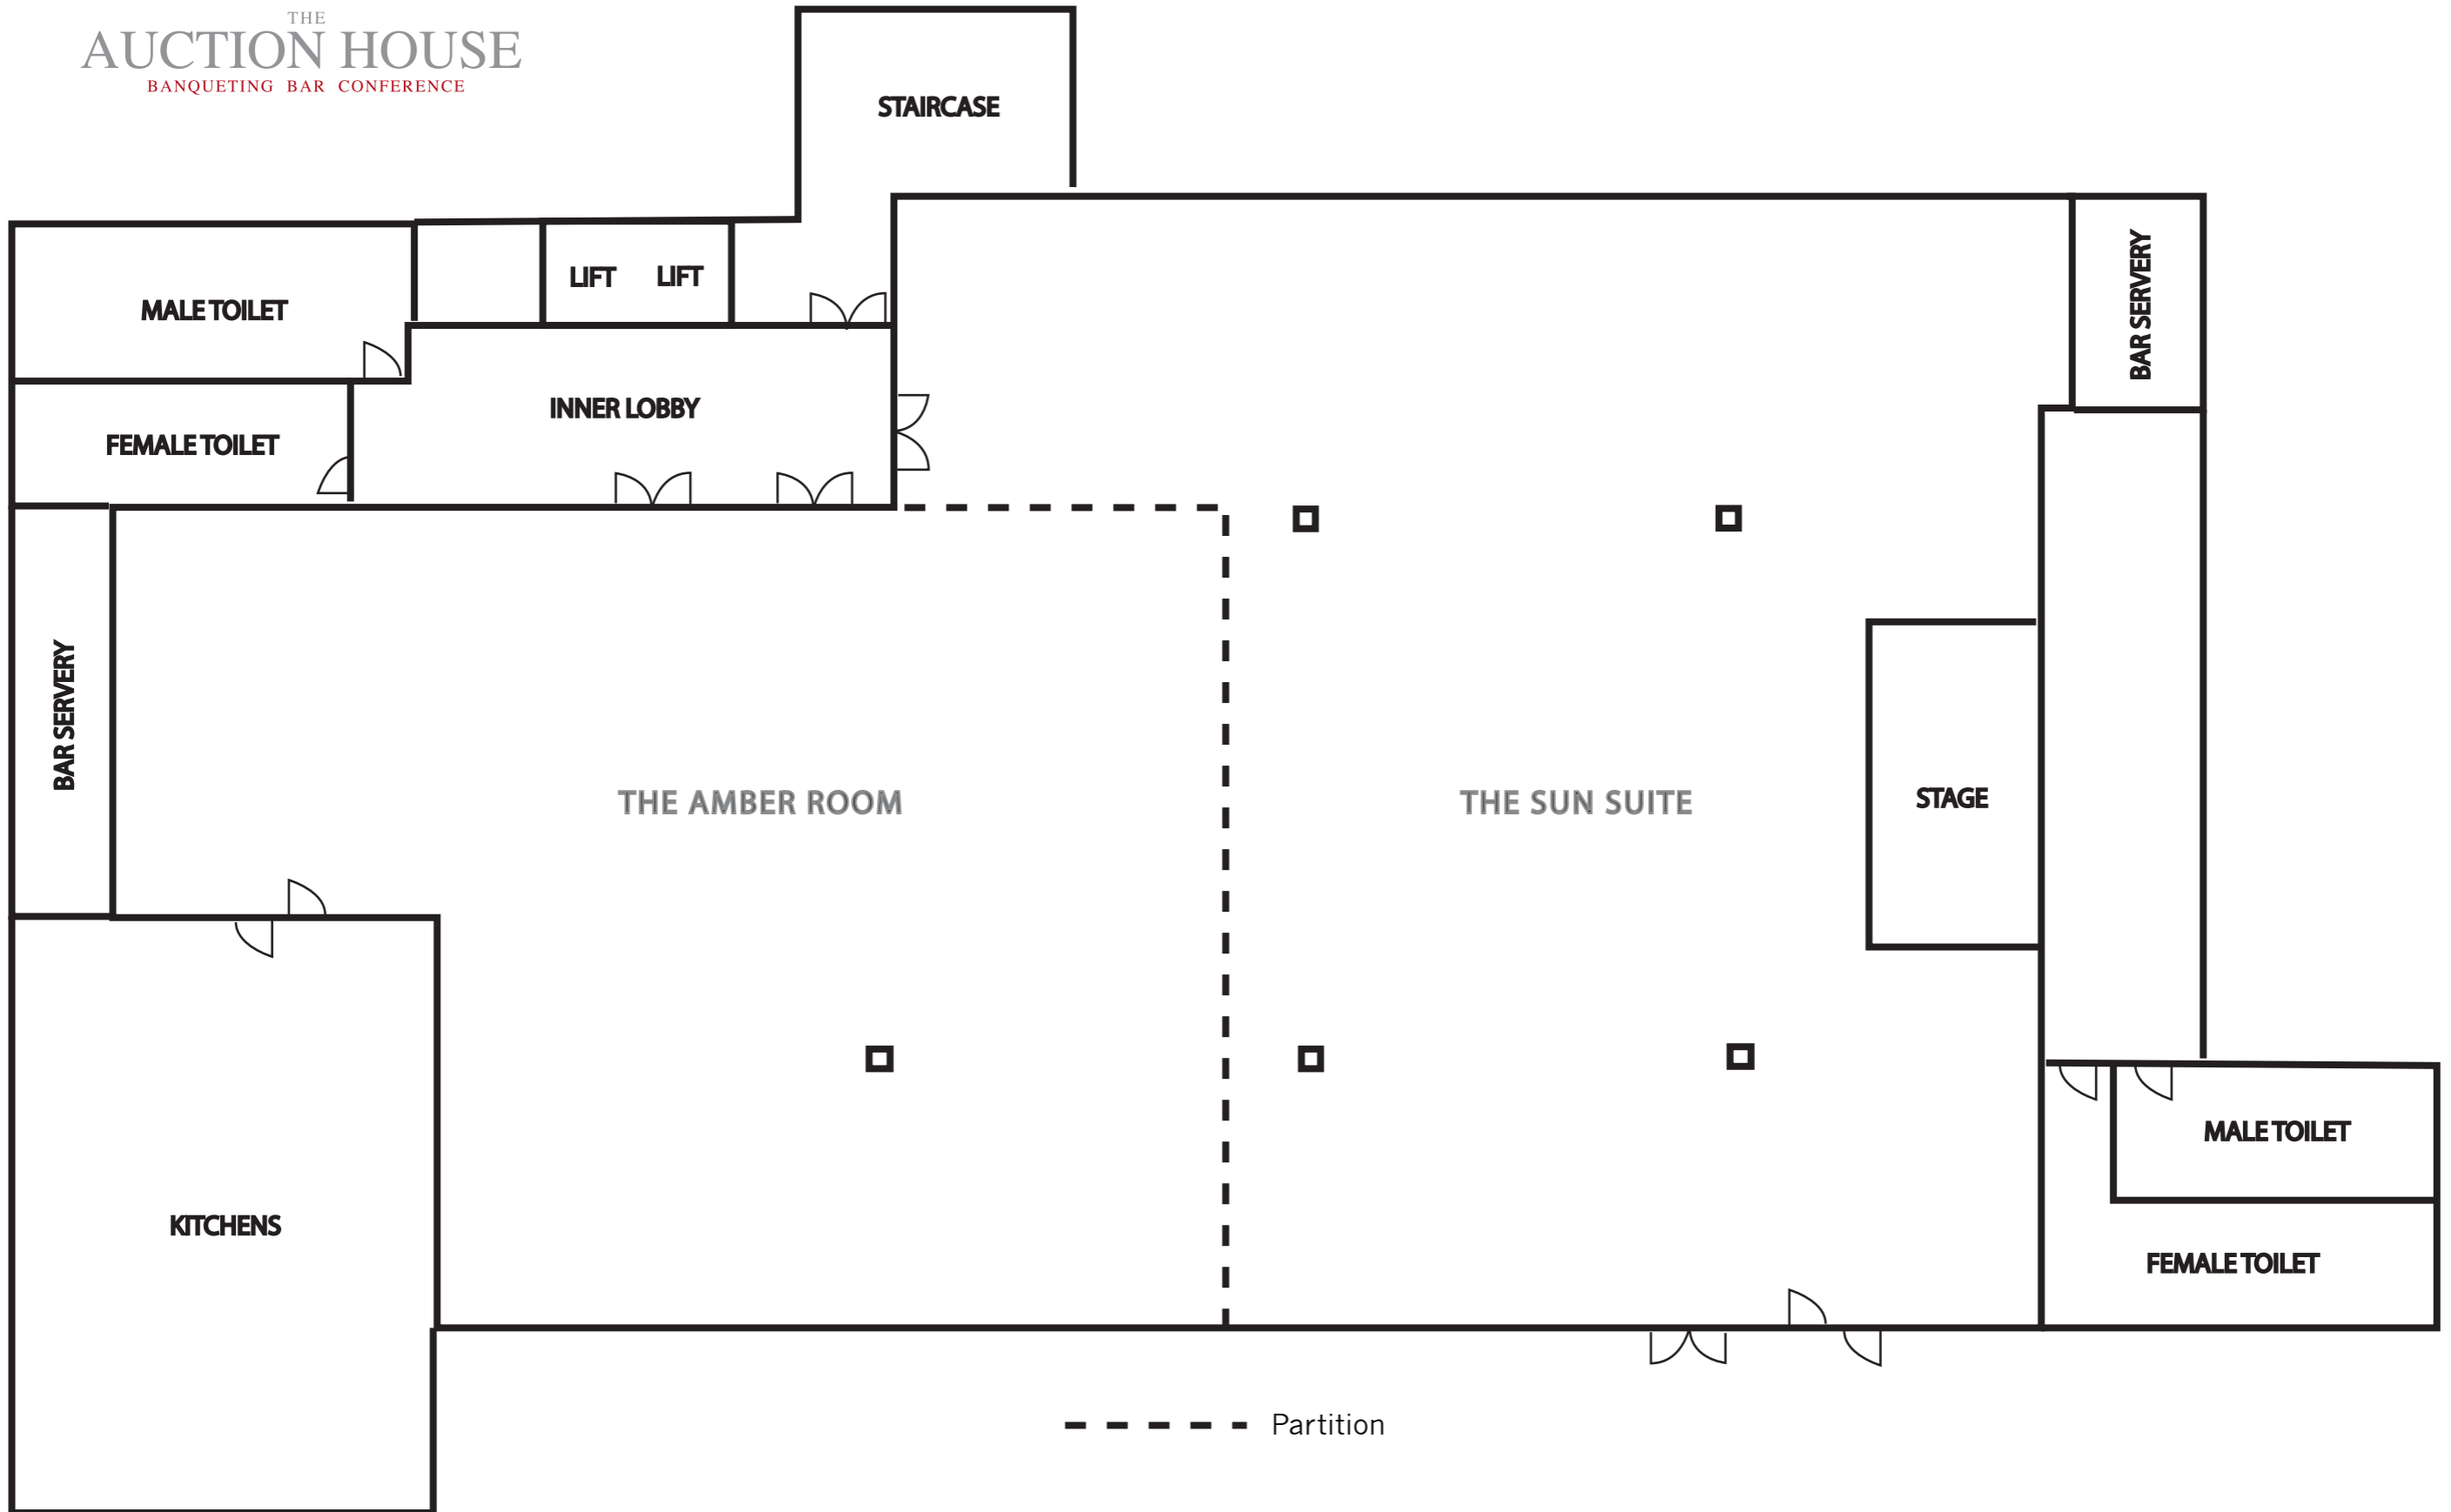 THE
AUCTION HOUSE
BANQUETING BAR CONFERENCE
STAIRCASE
LIFT LIFT
MALE TOILET
BAR SERVERY
INNER LOBBY
FEMALE TOILET
BAR SERVERY
THE AMBER ROOM
THE SUN SUITE
STAGE
MALE TOILET
KITCHENS
FEMALE TOILET
Partition